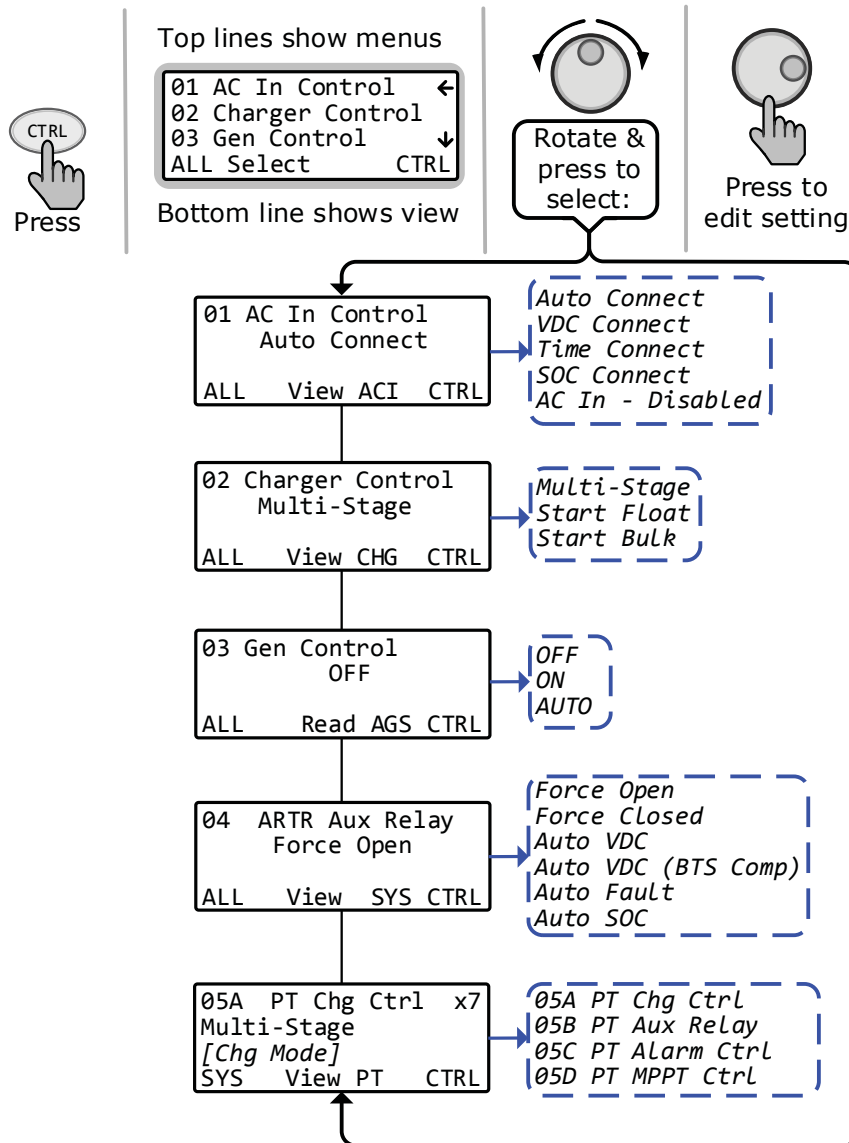 CTRL
Press
Top lines show menus
01 AC In Control ←
02 Charger Control
03 Gen Control ↓
ALL Select CTRL
Bottom line shows view
Rotate &
press to
select:
Press to
edit setting
01 AC In Control
Auto Connect
ALL View ACI CTRL
Auto Connect
VDC Connect
Time Connect
SOC Connect
AC In - Disabled
02 Charger Control
Multi-Stage
ALL View CHG CTRL
Multi-Stage
Start Float
Start Bulk
03 Gen Control
OFF
ALL Read AGS CTRL
OFF
ON
AUTO
04 ARTR Aux Relay
Force Open
ALL View SYS CTRL
Force Open
Force Closed
Auto VDC
Auto VDC (BTS Comp)
Auto Fault
Auto SOC
05A PT Chg Ctrl x7
Multi-Stage
[Chg Mode]
SYS View PT CTRL
05A PT Chg Ctrl
05B PT Aux Relay
05C PT Alarm Ctrl
05D PT MPPT Ctrl